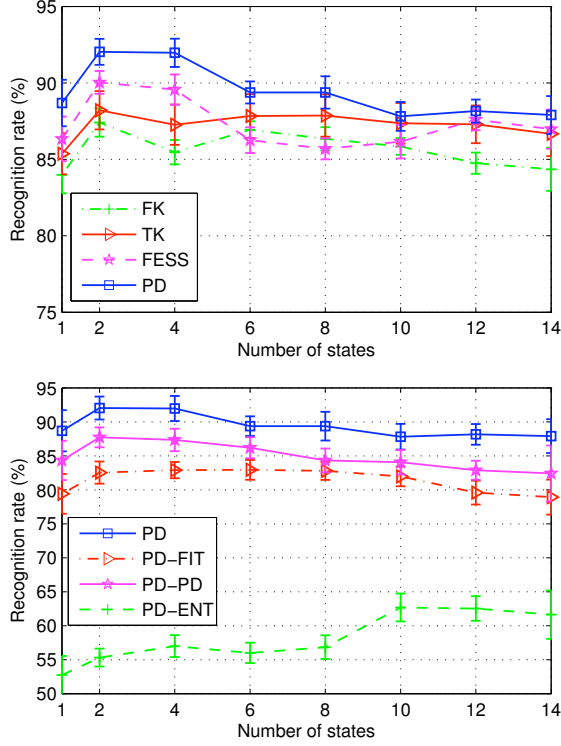 95
90
85
80
75
Recognition rate (%)
FK
TK
FESS
PD
1 2 4 6 8 10 12 14
Number of states
95
90
85
80
75
70
65
60
55
50
Recognition rate (%)
PD
PD−FIT
PD−PD
PD−ENT
1 2 4 6 8 10 12 14
Number of states